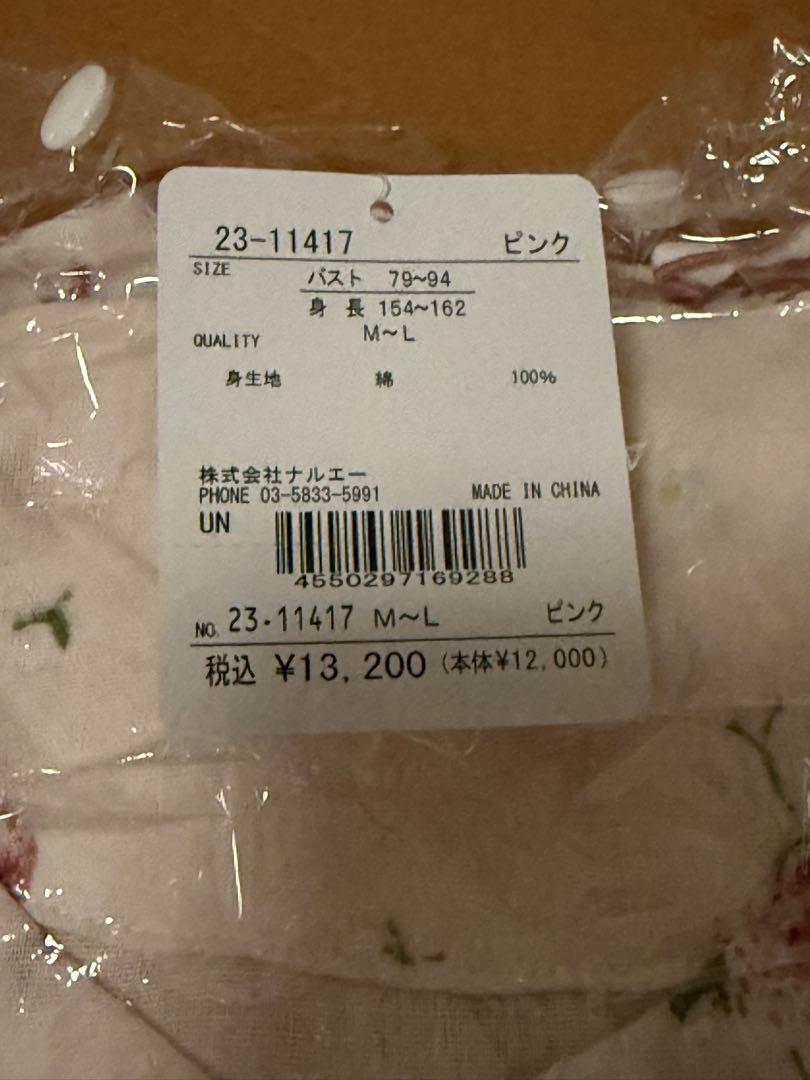 23-11417 ピンク
SIZE バスト 79~94
身長 154~162
M~L
QUALITY
身生地 綿 100%
株式会社ナルエー
PHONE 03-5833-5991 MADE IN CHINA
UN
4550297169288
NO. 23-11417 M~L ピンク
税込 ¥13,200 (本体¥12,000)